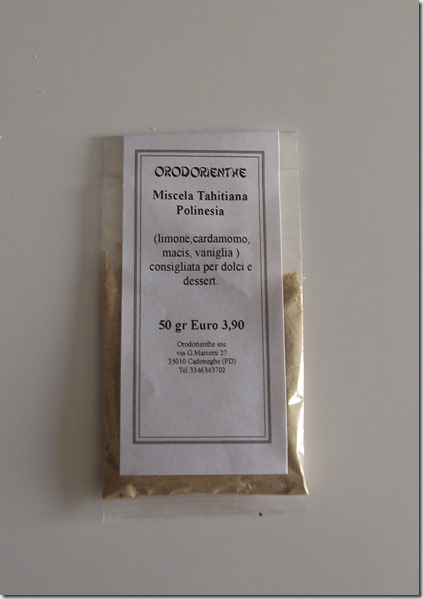 ORODORIENTHE
Miscela Tahitiana
Polinesia
(limone,cardamomo,
macis, vaniglia )
consigliata per dolci e
dessert.
50 gr Euro 3,90
Orodorienthe snc
via G.Marconi 27
35010 Cadoneghe (PD)
Tel.3346343702